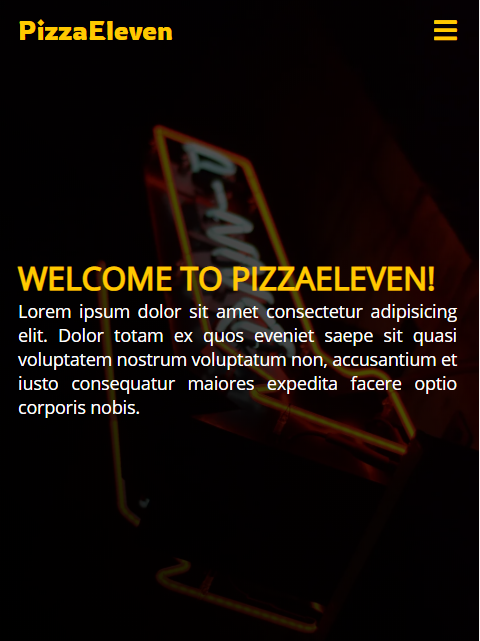 PizzaEleven
WELCOME TO PIZZAELEVEN!
Lorem ipsum dolor sit amet consectetur adipisicing
elit. Dolor totam ex quos eveniet saepe sit quasi
voluptatem nostrum voluptatum non, accusantium et
iusto consequatur maiores expedita facere optio
corporis nobis.